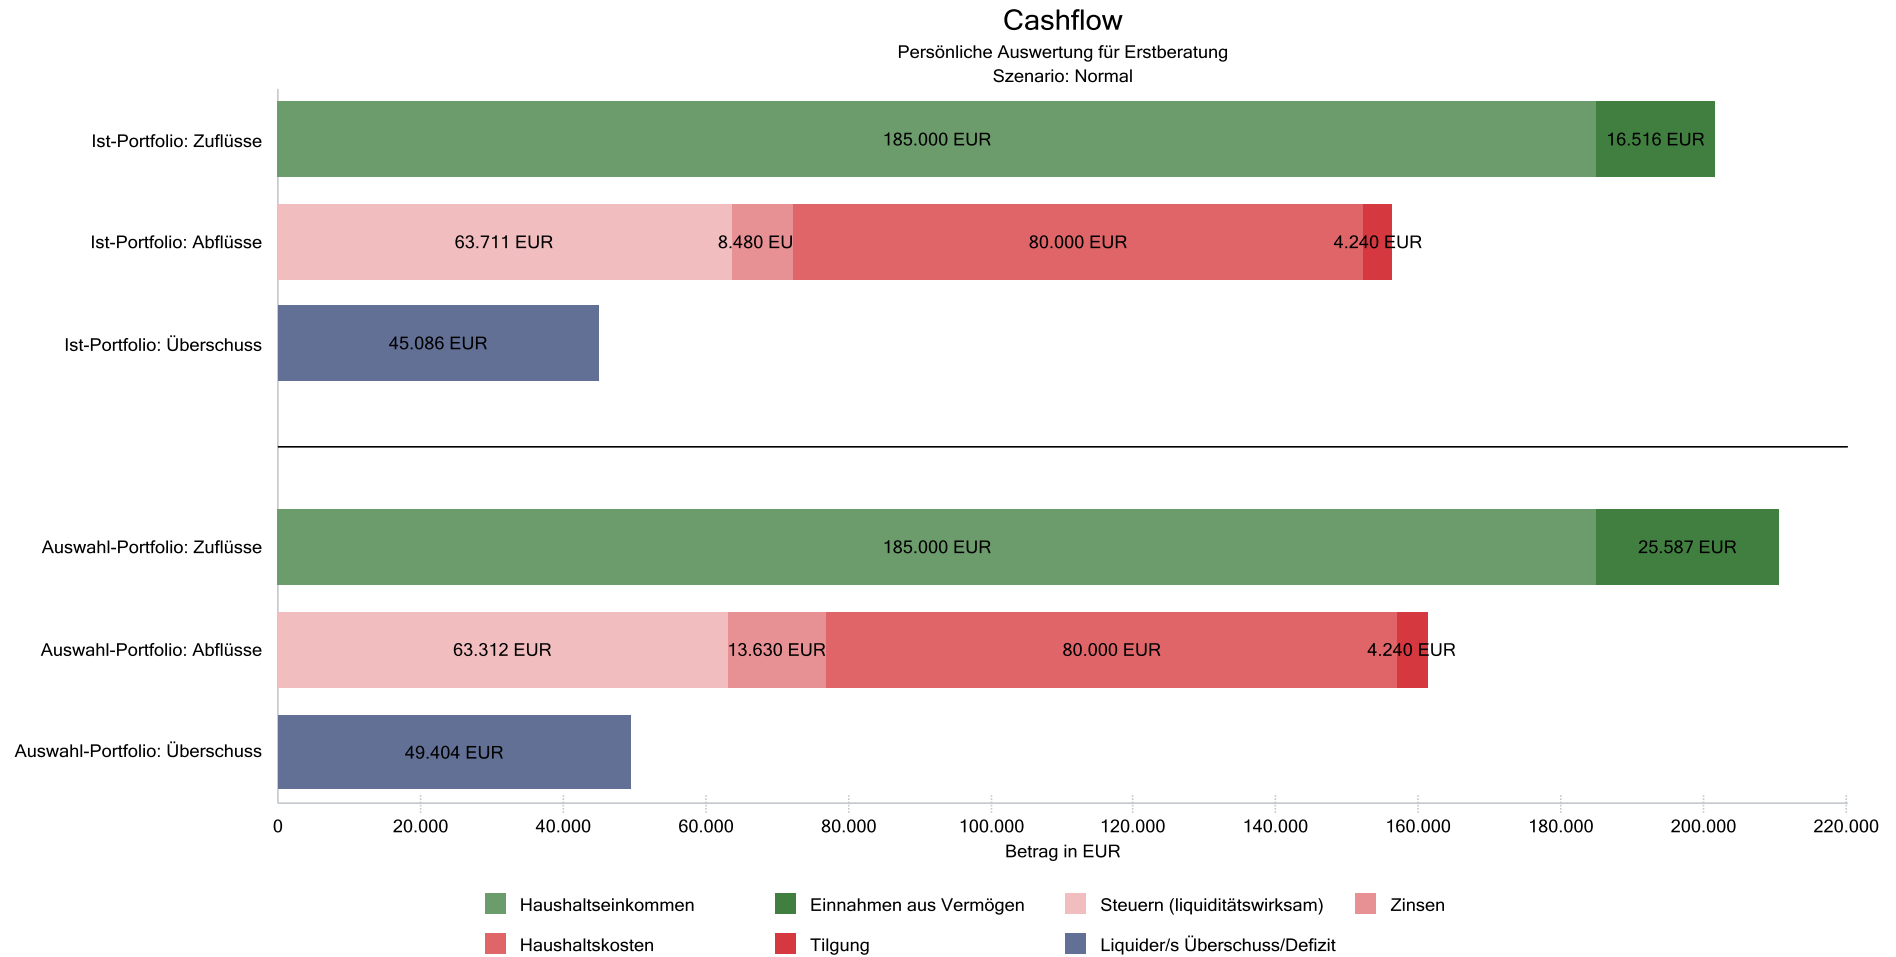 Cashflow
Persönliche Auswertung für Erstberatung
Szenario: Normal
Ist-Portfolio: Zuflüsse
185.000 EUR
16.516 EUR
Ist-Portfolio: Abflüsse
63.711 EUR
8.480 EU
80.000 EUR
4.240 EUR
Ist-Portfolio: Überschuss
45.086 EUR
Auswahl-Portfolio: Zuflüsse
185.000 EUR
25.587 EUR
Auswahl-Portfolio: Abflüsse
63.312 EUR
13.630 EUR
80.000 EUR
4.240 EUR
Auswahl-Portfolio: Überschuss
49.404 EUR
0
20.000
40.000
60.000
80.000
100.000
120.000
140.000
160.000
180.000
200.000
220.000
Betrag in EUR
Haushaltseinkommen
Einnahmen aus Vermögen
Steuern (liquiditätswirksam)
Zinsen
Haushaltskosten
Tilgung
Liquider/s Überschuss/Defizit